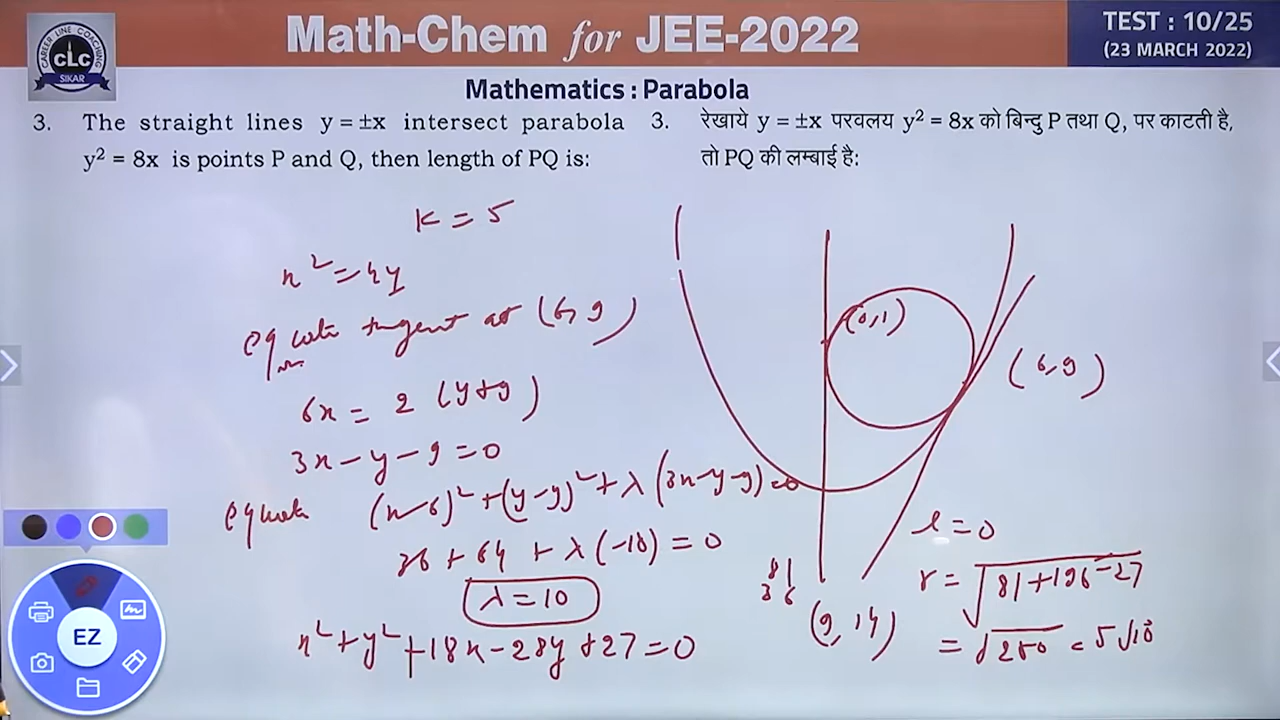 CAREER LINE COACHING
CLC
SIKAR
Math-Chem for JEE-2022
TEST : 10/25
(23 MARCH 2022)
Mathematics : Parabola
3. The straight lines y = ±x intersect parabola
y² = 8x is points P and Q, then length of PQ is:
3. रेखाये y = ±x परवलय y² = 8x को बिन्दु P तथा Q, पर काटती है,
तो PQ की लम्बाई है:
K = 5
x² = 4y
tangent at (6, 9)
6x = 2 (y+9)
3x - y - 9 = 0
(x-6)² + (y-9)² + λ (3x-y-9) = 0
36 + 64 + λ(-10) = 0
λ = 10
x² + y² + 18x - 28y + 27 = 0
(0,1)
(6,9)
81
36
(9, 14)
r = √81+196-27
= √250 = 5√10
EZ